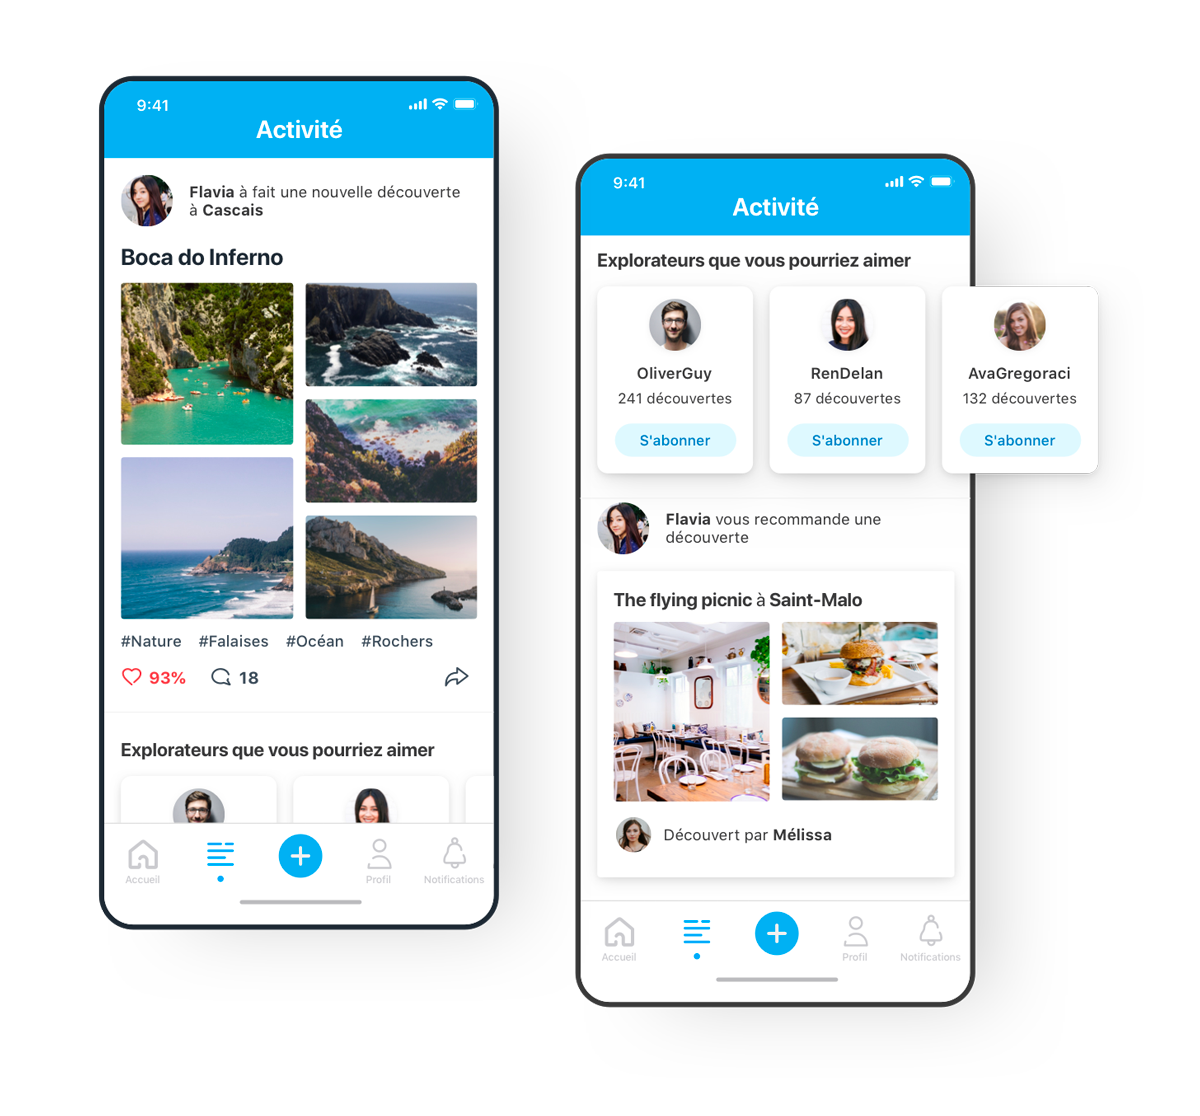 9:41
Activité
Flavia à fait une nouvelle découverte
à Cascais
Boca do Inferno
#Nature #Falaises #Océan #Rochers
93% 18
Explorateurs que vous pourriez aimer
Accueil Profil Notifications
9:41
Activité
Explorateurs que vous pourriez aimer
OliverGuy RenDelan AvaGregoraci
241 découvertes 87 découvertes 132 découvertes
S'abonner S'abonner S'abonner
Flavia vous recommande une
découverte
The flying picnic à Saint-Malo
Découvert par Mélissa
Accueil Profil Notifications